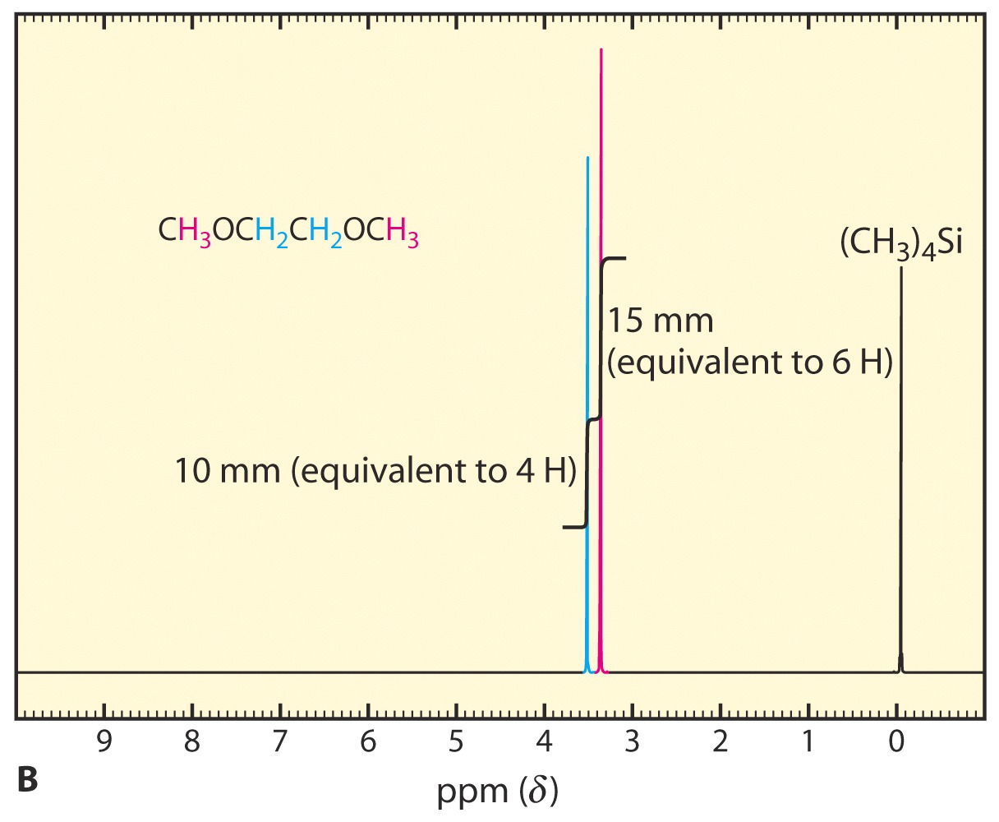 CH₃OCH₂CH₂OCH₃
(CH₃)₄Si
15 mm
(equivalent to 6 H)
10 mm (equivalent to 4 H)
9 8 7 6 5 4 3 2 1 0
B
ppm (δ)